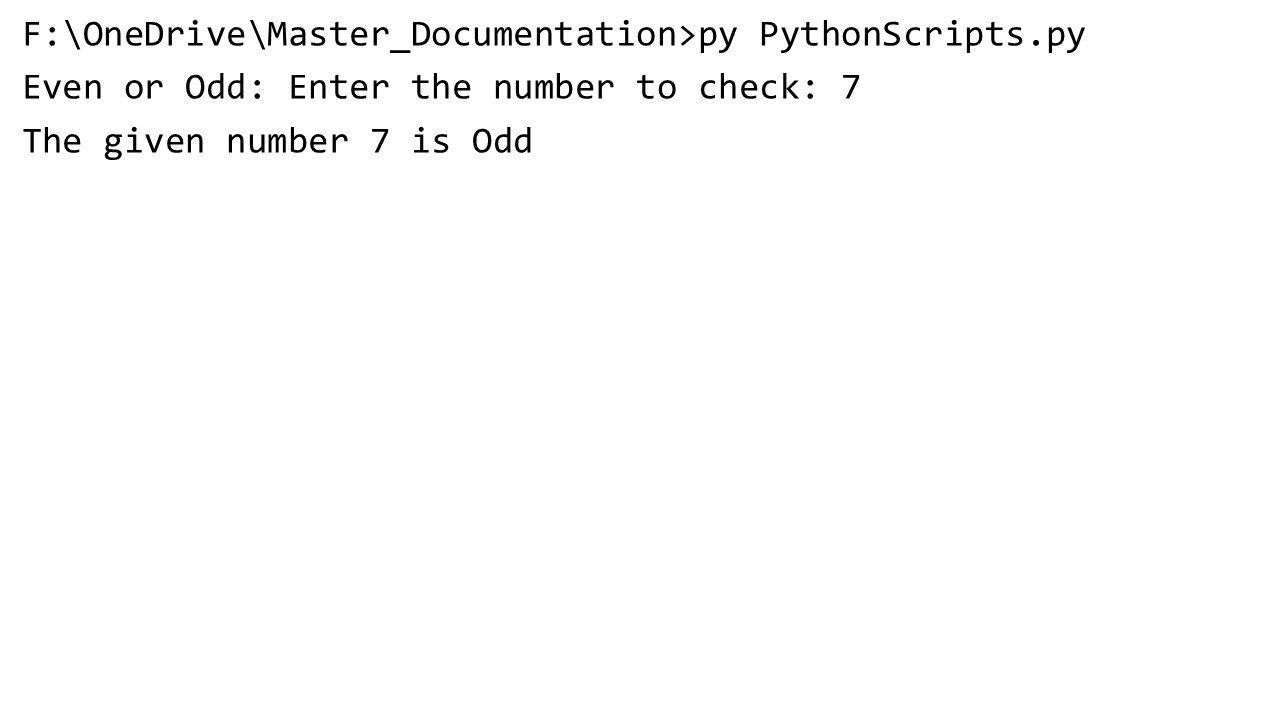 F:\OneDrive\Master_Documentation>py PythonScripts.py
Even or Odd: Enter the number to check: 7
The given number 7 is Odd